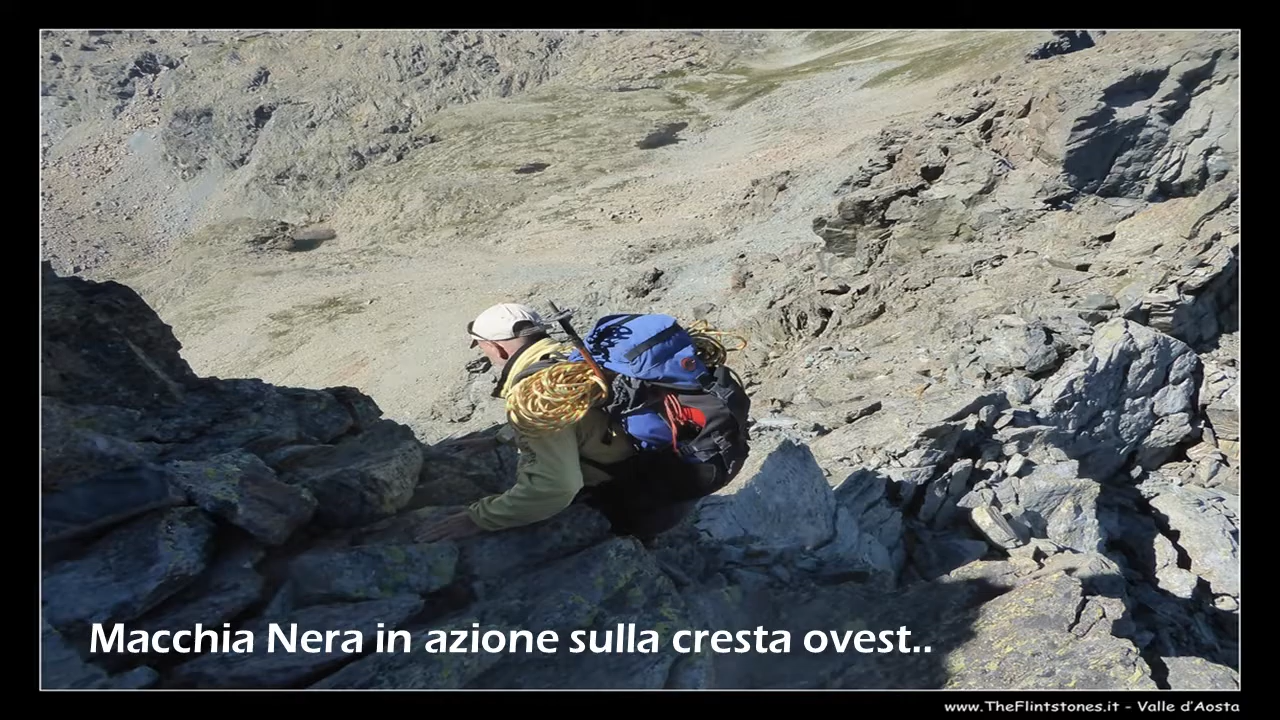 Macchia Nera in azione sulla cresta ovest..
www.TheFlintstones.it - Valle d'Aosta